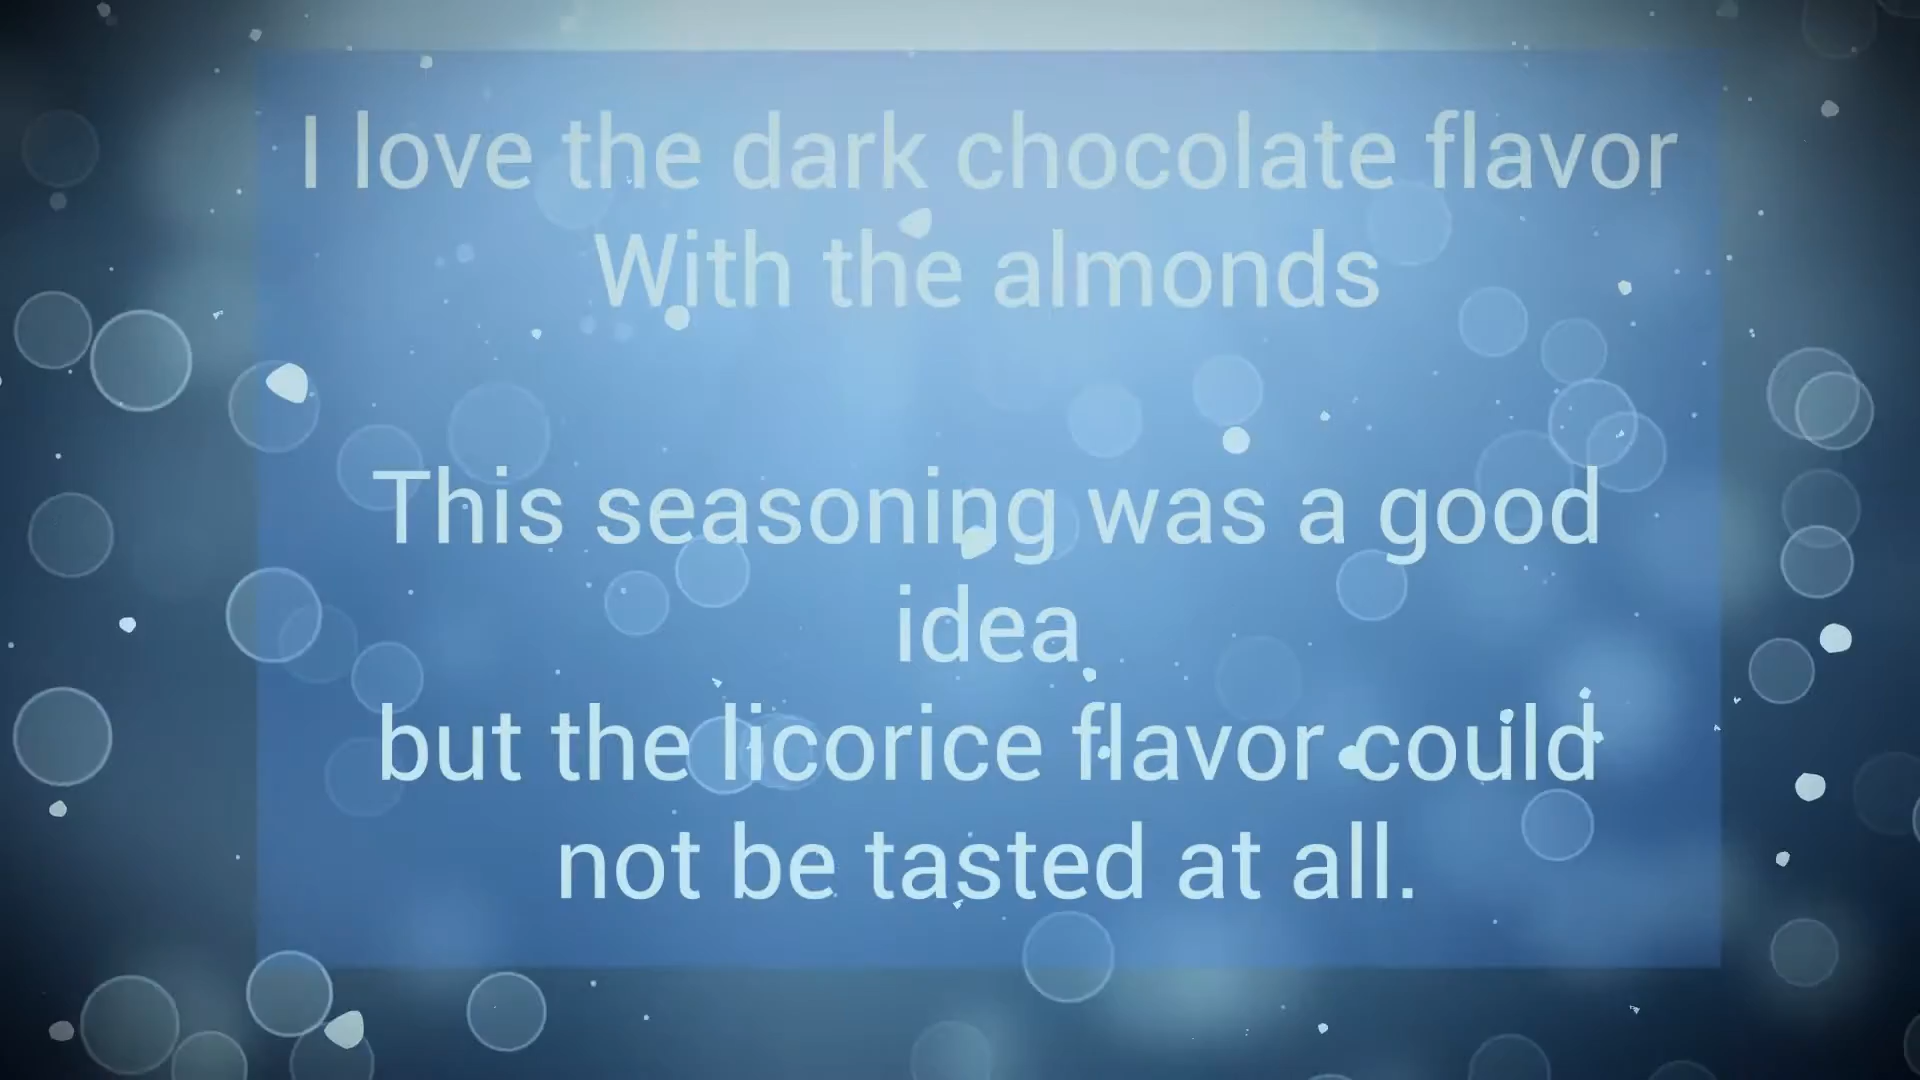 I love the dark chocolate flavor
With the almonds
This seasoning was a good
idea
but the licorice flavor could
not be tasted at all.